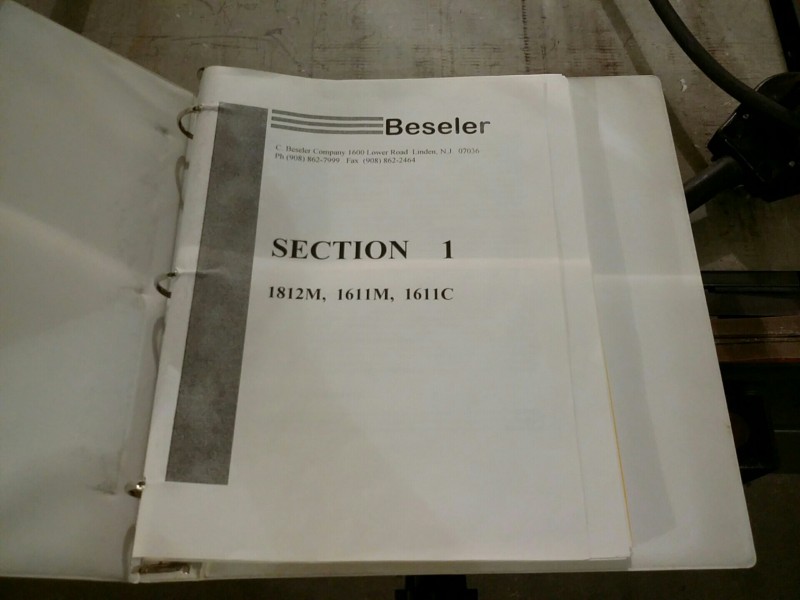 Beseler
C. Beseler Company 1600 Lower Road Linden, N.J 07036
Ph (908) 862-7999 Fax (908) 862-2464
SECTION 1
1812M, 1611M, 1611C